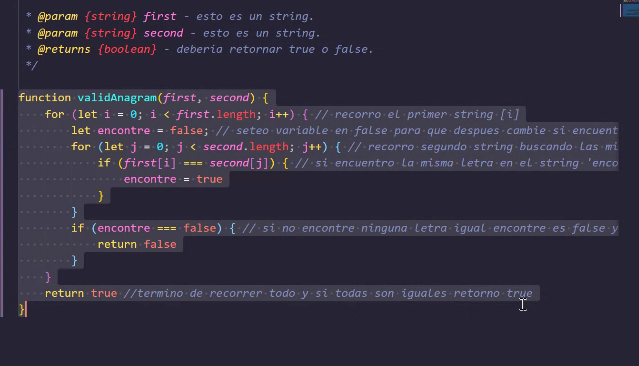 * @param {string} first - esto es un string.
* @param {string} second - esto es un string.
* @returns {boolean} - deberia retornar true o false.
*/
function validAnagram(first, second) {
for (let i = 0; i < first.length; i++) { // recorro el primer string [i]
let encontre = false; // seteo variable en false para que despues cambie si encuent
for (let j = 0; j < second.length; j++) { // recorro segundo string buscando las mi
if (first[i] === second[j]) { // si encuentro la misma letra en el string 'enco
encontre = true
}
}
if (encontre === false) { // si no encontre ninguna letra igual encontre es false y
return false
}
}
return true //termino de recorrer todo y si todas son iguales retorno true
}